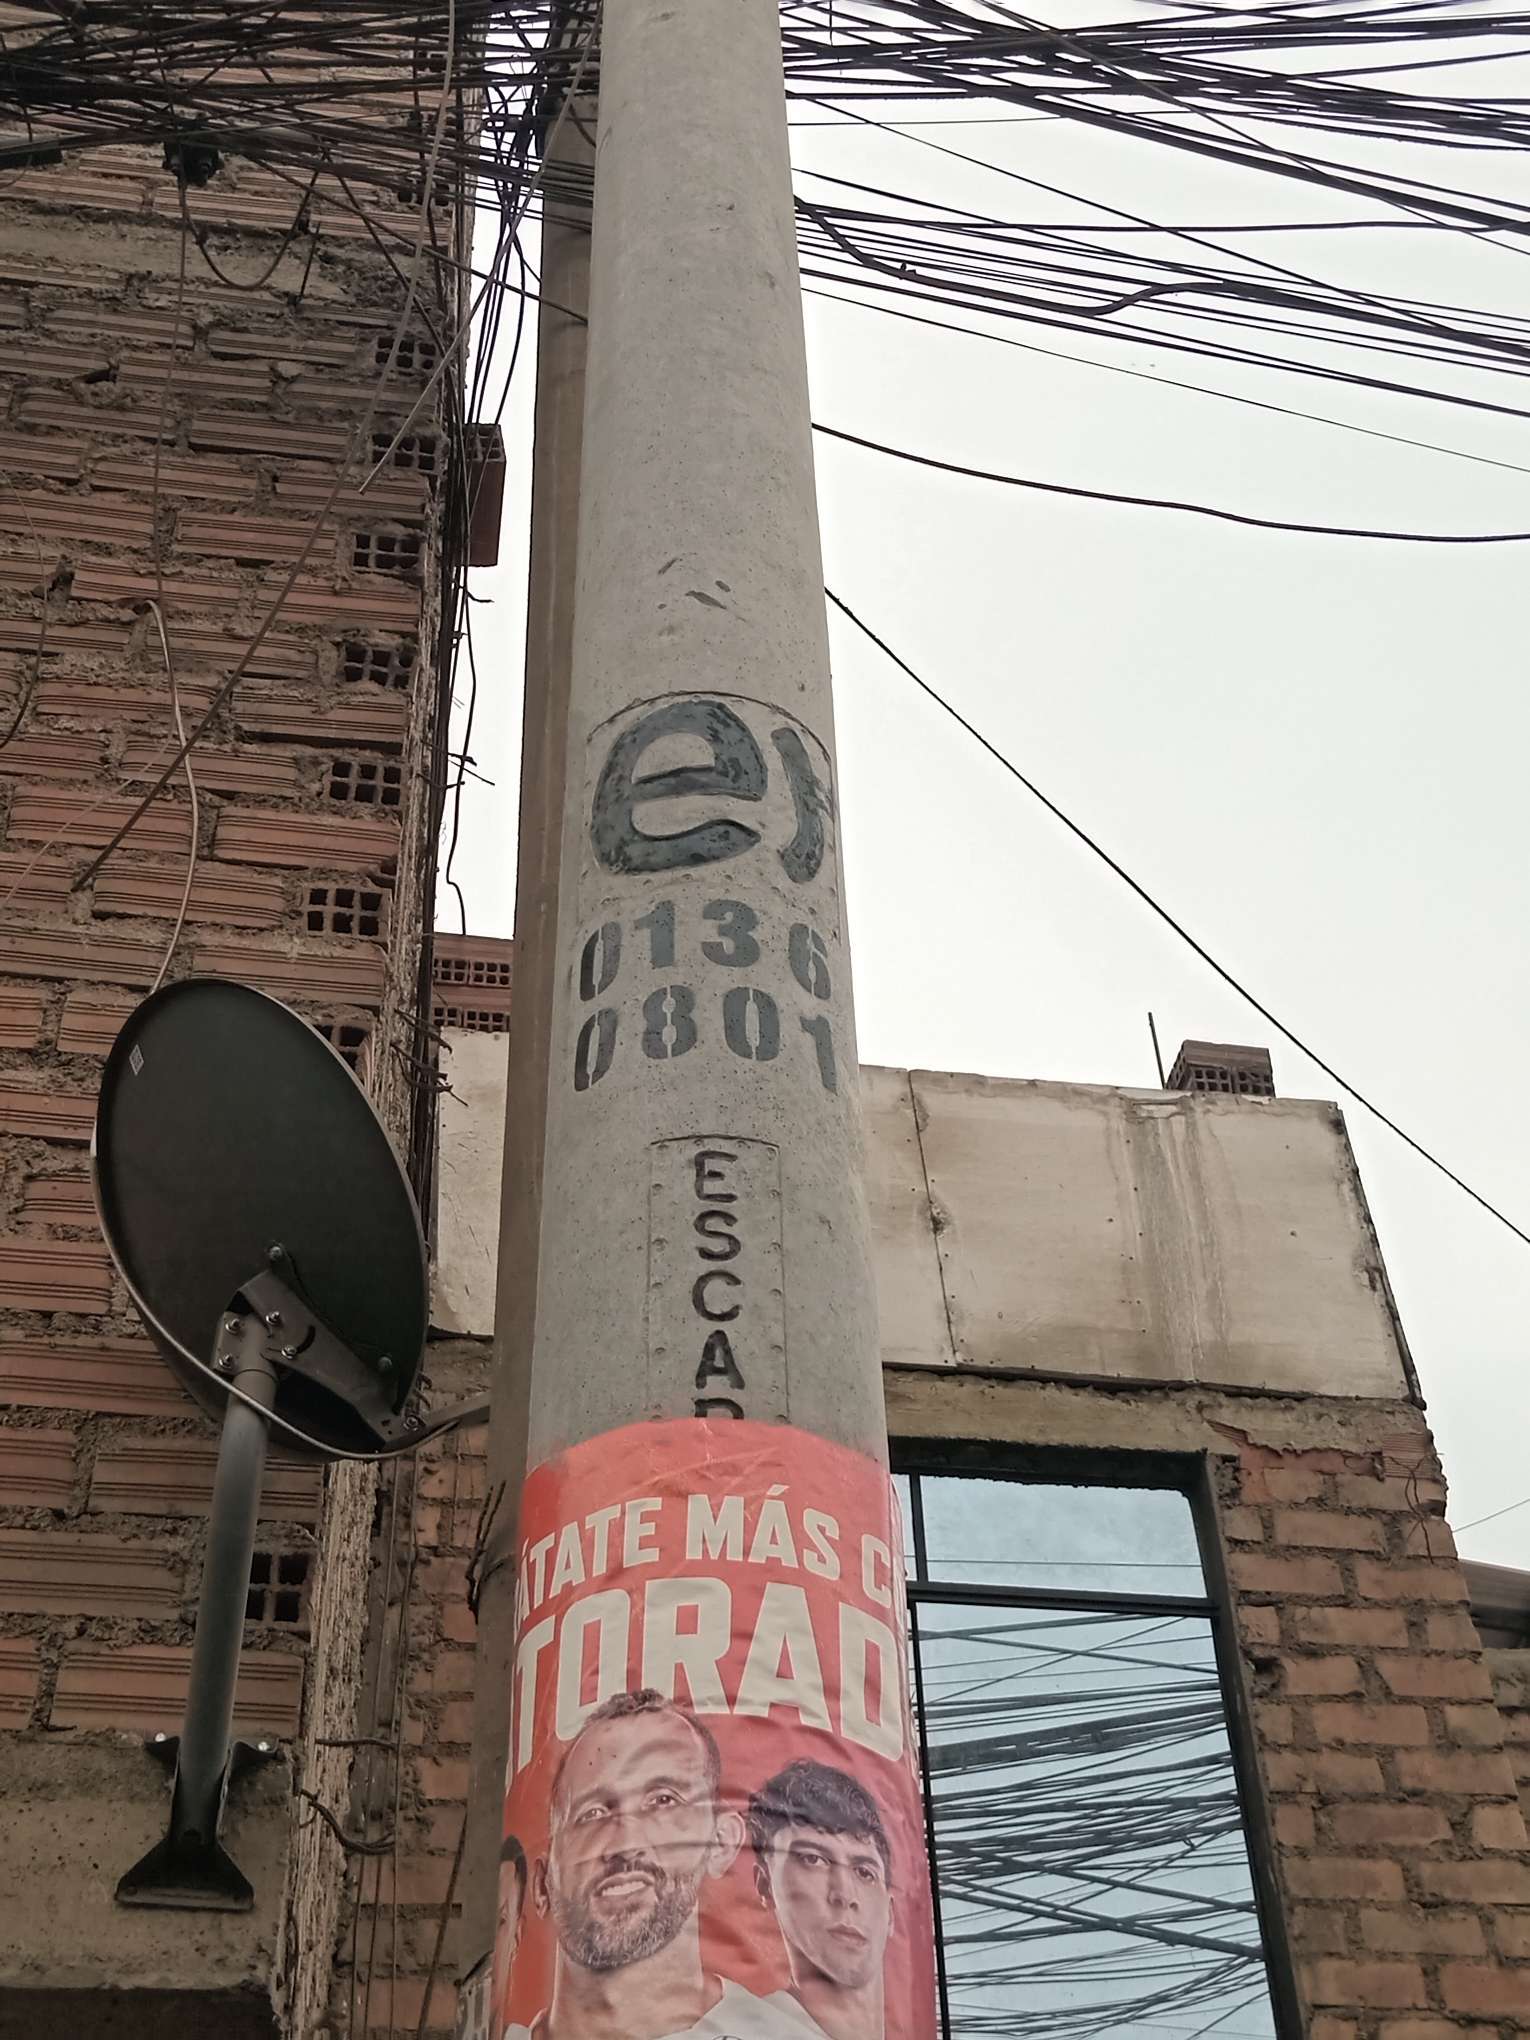 e)
0136
0801
ESCA
ÁTATE MÁS C
TORAD